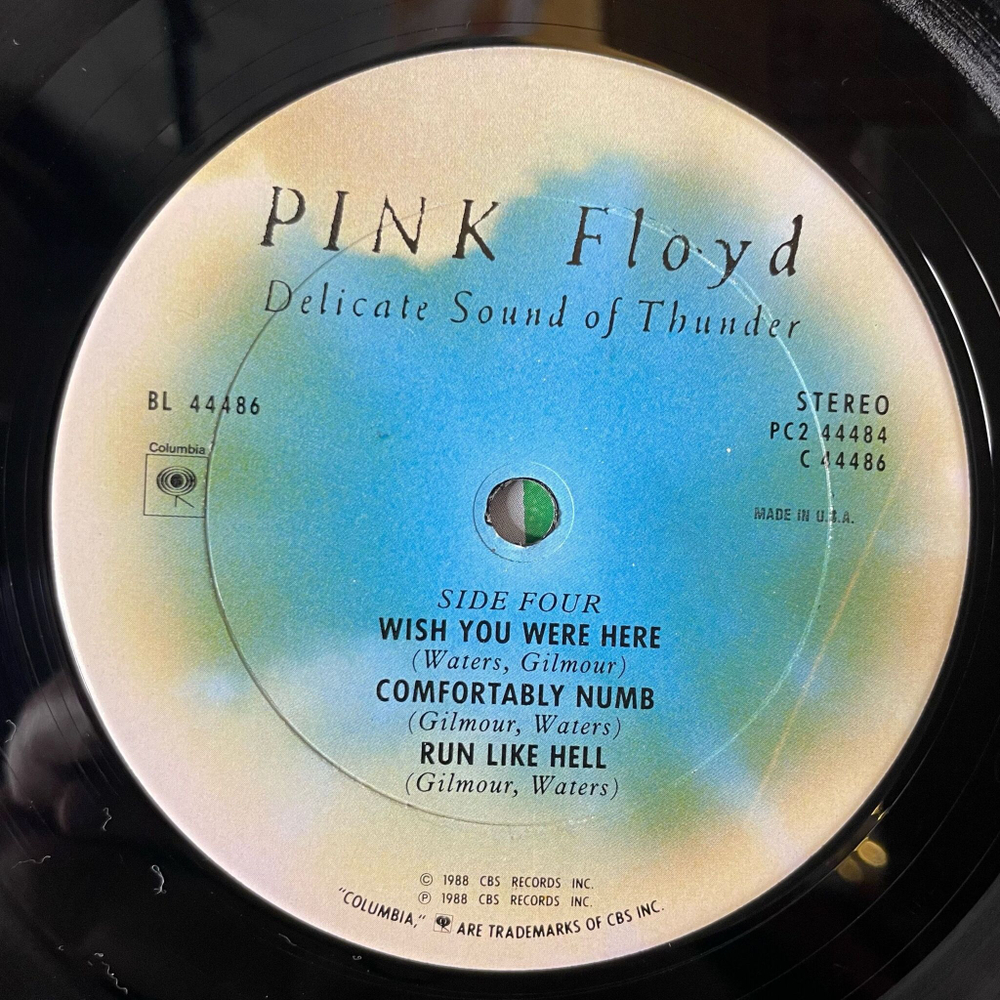 PINK Floyd
Delicate Sound of Thunder
BL 44486
STEREO
PC2 44484
C 44486
Columbia
MADE IN U.S.A.
SIDE FOUR
WISH YOU WERE HERE
(Waters, Gilmour)
COMFORTABLY NUMB
(Gilmour, Waters)
RUN LIKE HELL
(Gilmour, Waters)
© 1988 CBS RECORDS INC.
℗ 1988 CBS RECORDS INC.
"COLUMBIA," ARE TRADEMARKS OF CBS INC.